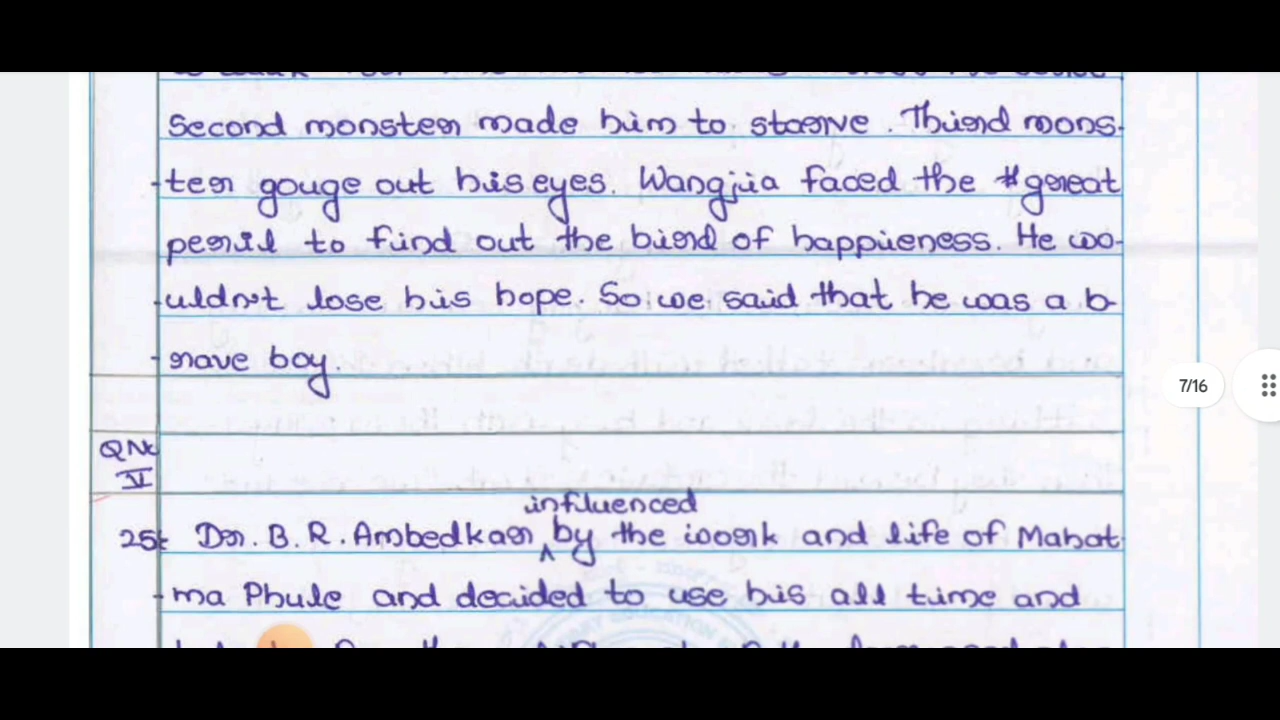 Second monster made him to starve. Third mons-
-ter gouge out his eyes. Wangjia faced the great
peril to find out the bird of happieness. He wo-
-uldn't lose his hope. So we said that he was a b-
-rave boy.
QNo
V
influenced
25. Dr. B. R. Ambedkar ^ by the work and life of Mahat-
-ma Phule and decided to use his all time and
7/16